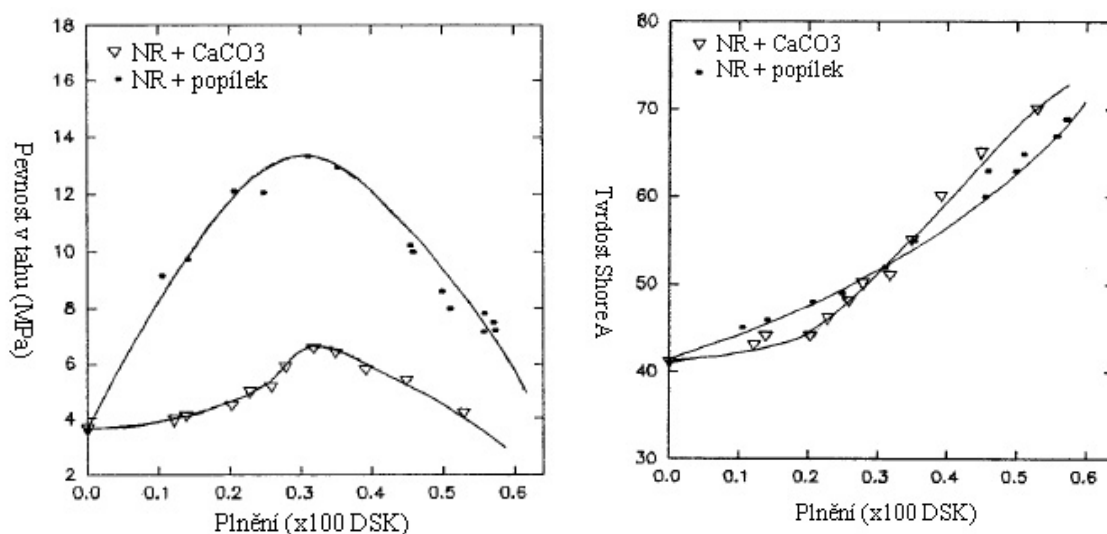 18
16
14
12
10
8
6
4
2
Pevnost v tahu (MPa)
NR + CaCO3
NR + popílek
0.0 0.1 0.2 0.3 0.4 0.5 0.6
Plnění (x100 DSK)
80
70
60
50
40
30
Tvrdost Shore A
NR + CaCO3
NR + popílek
0.0 0.1 0.2 0.3 0.4 0.5 0.6
Plnění (x100 DSK)